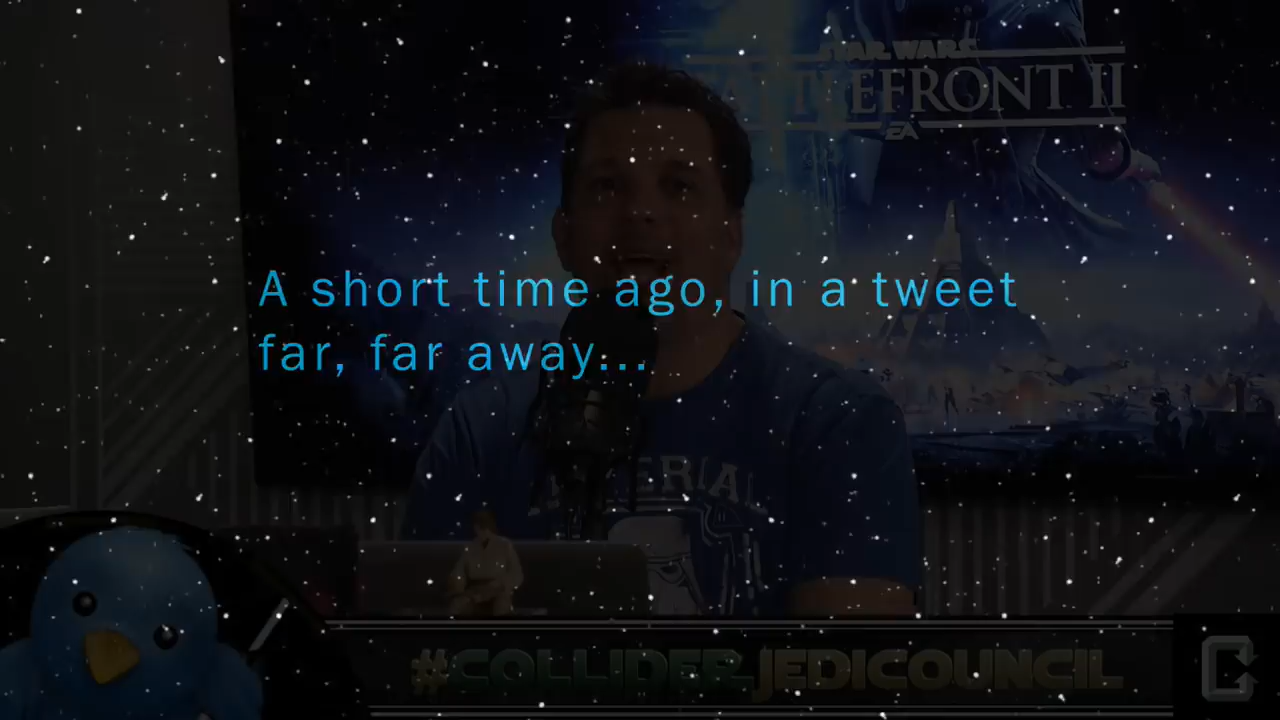 STAR WARS
BATTLEFRONT II
EA
A short time ago, in a tweet
far, far away...
#COLLIDERJEDICOUNCIL